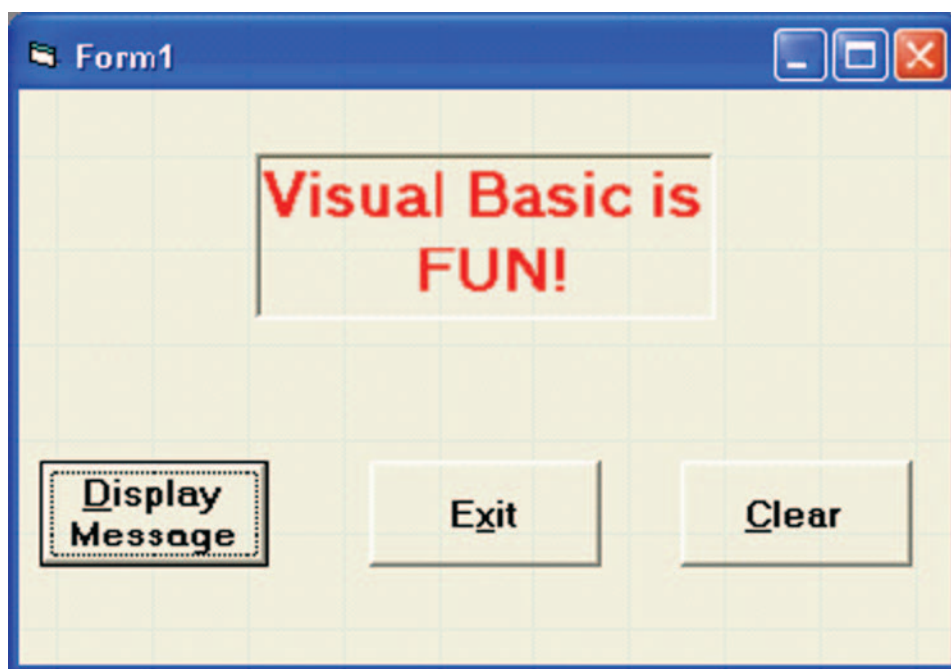 Form1
Visual Basic is
FUN!
Display
Message
Exit
Clear